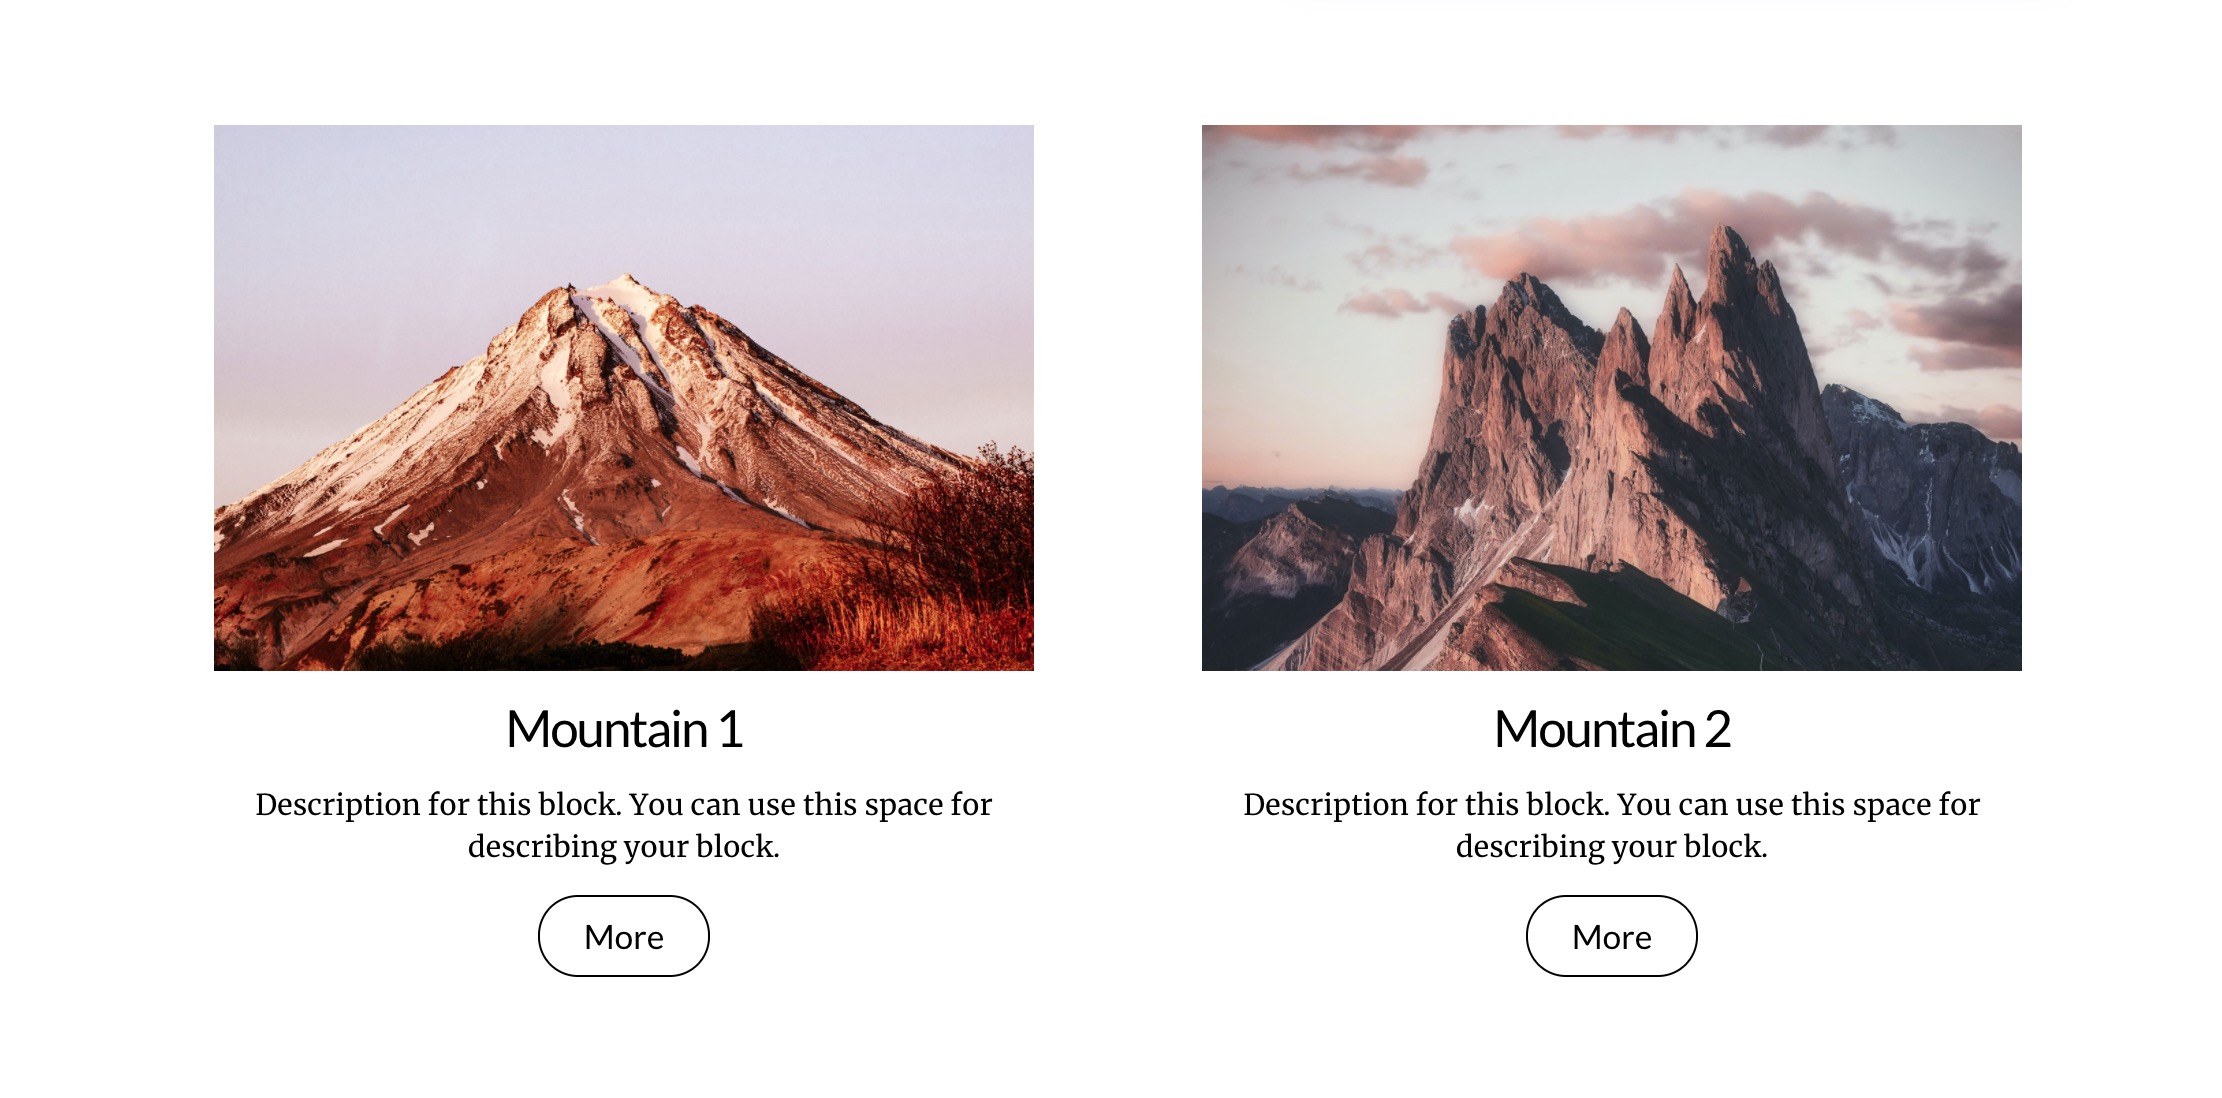 Mountain 1
Description for this block. You can use this space for
describing your block.
More
Mountain 2
Description for this block. You can use this space for
describing your block.
More